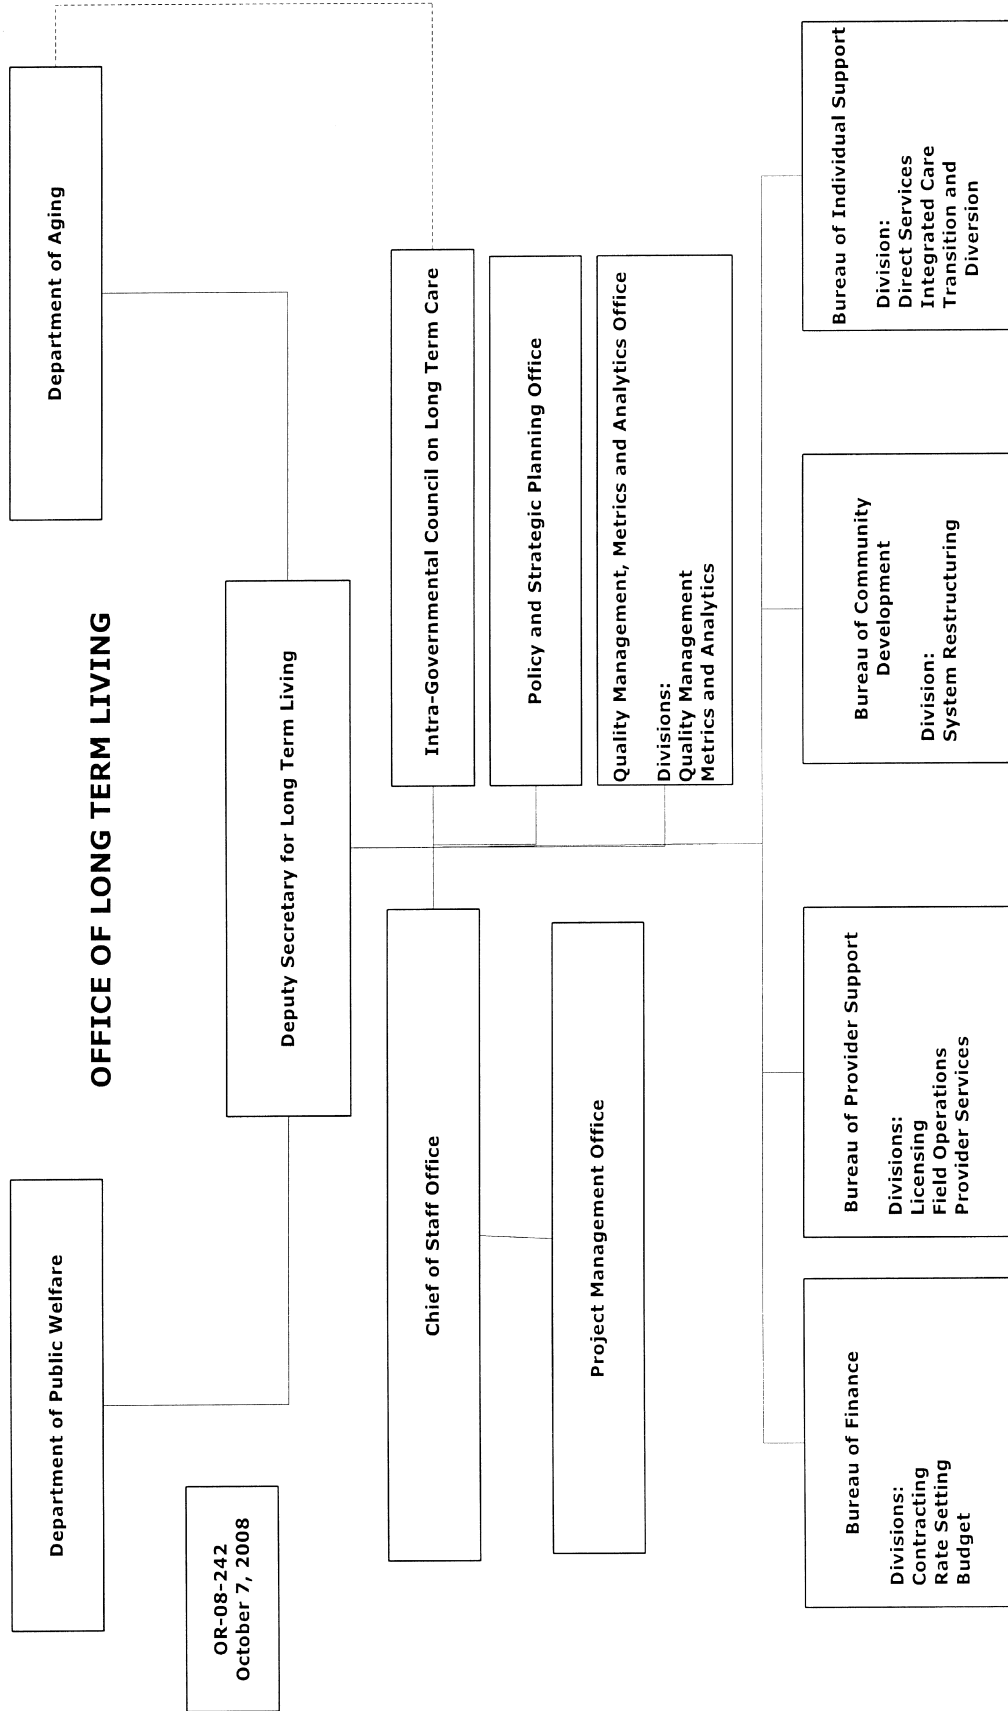 OFFICE OF LONG TERM LIVING
Department of Public Welfare
Department of Aging
OR-08-242
October 7, 2008
Deputy Secretary for Long Term Living
Chief of Staff Office
Intra-Governmental Council on Long Term Care
Policy and Strategic Planning Office
Project Management Office
Quality Management, Metrics and Analytics Office
Divisions:
Quality Management
Metrics and Analytics
Bureau of Finance
Divisions:
Contracting
Rate Setting
Budget
Bureau of Provider Support
Divisions:
Licensing
Field Operations
Provider Services
Bureau of Community
Development
Division:
System Restructuring
Bureau of Individual Support
Division:
Direct Services
Integrated Care
Transition and
Diversion